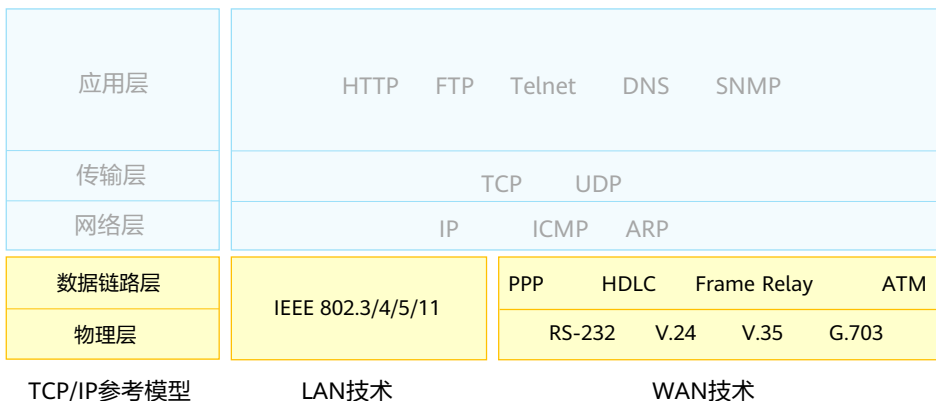 应用层
HTTP FTP Telnet DNS SNMP
传输层
TCP UDP
网络层
IP ICMP ARP
数据链路层
物理层
IEEE 802.3/4/5/11
PPP HDLC Frame Relay ATM
RS-232 V.24 V.35 G.703
TCP/IP参考模型
LAN技术
WAN技术